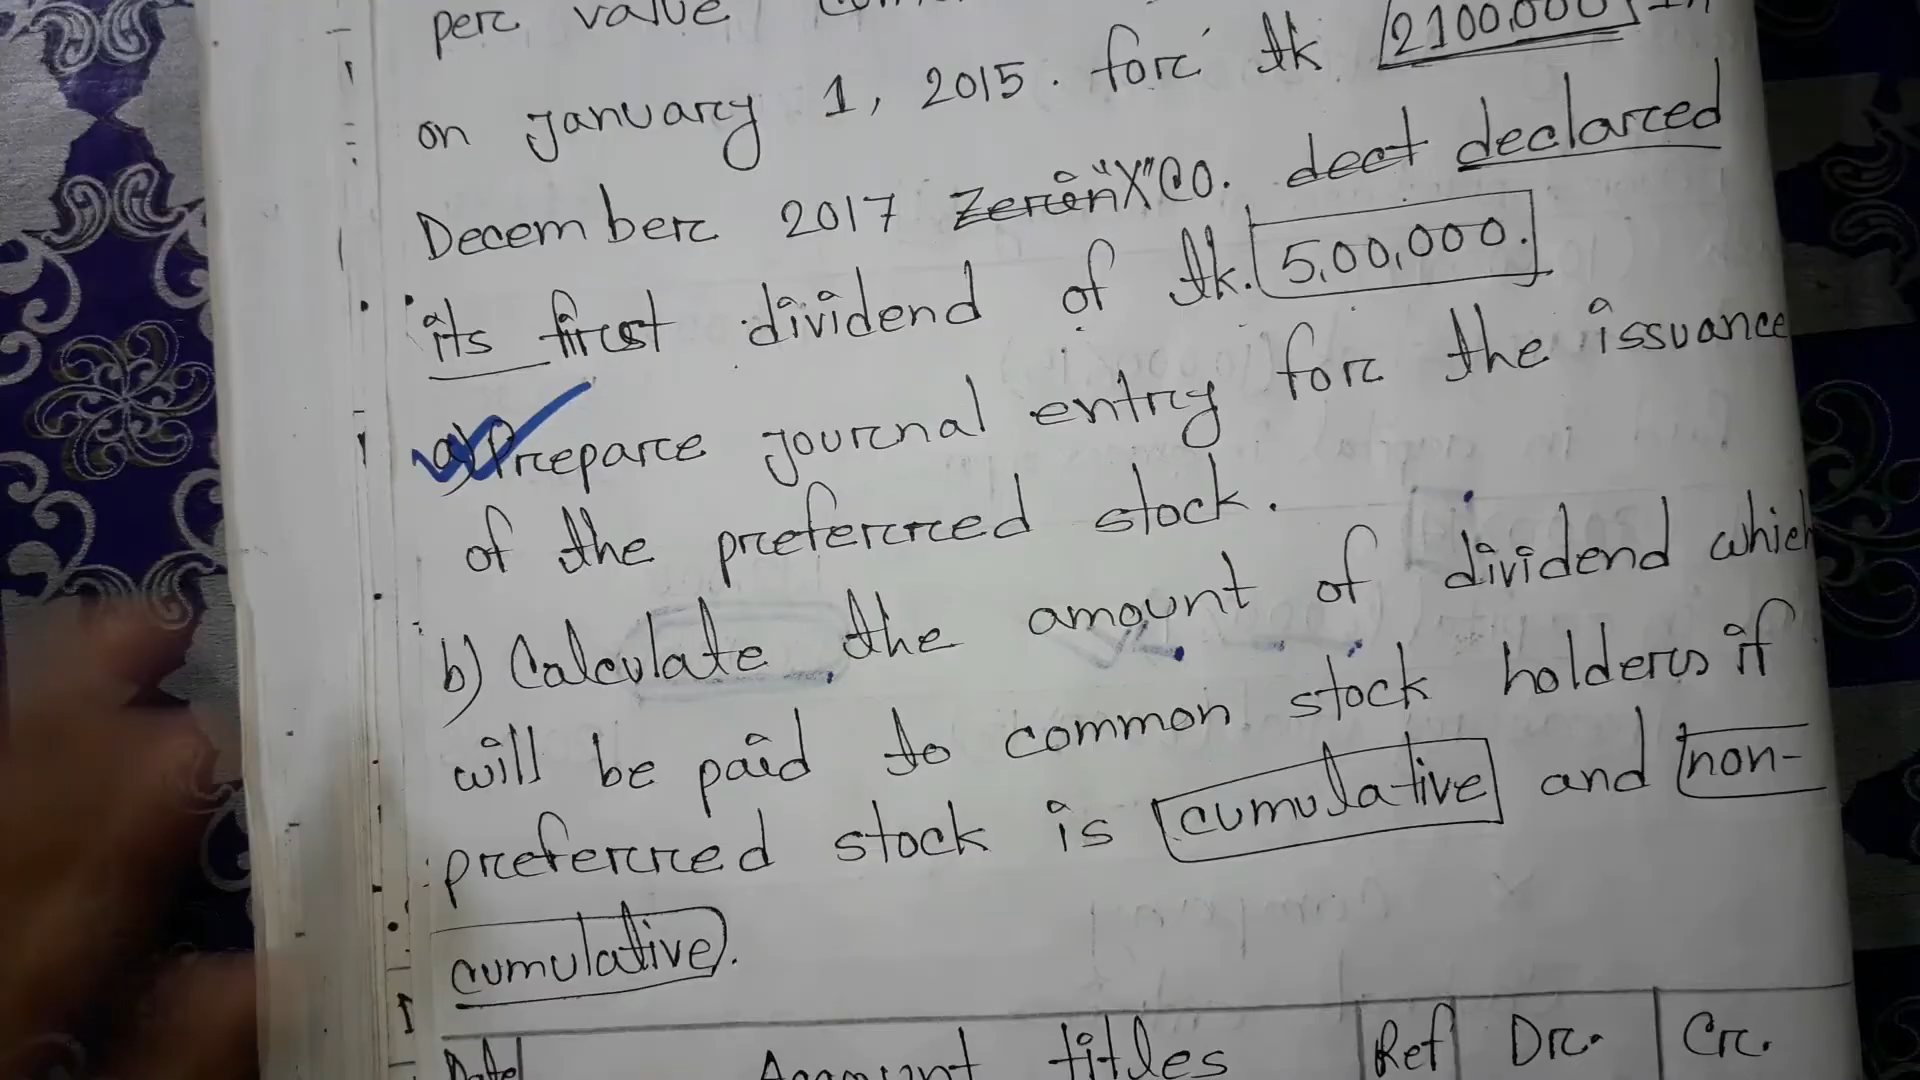 per value
on january 1, 2015. for tk 2100,000 In
December 2017 Zeron "X" Co. dect declared
its first dividend of tk. 5,00,000.
a) Prepare journal entry for the issuance
of the preferred stock.
b) Calculate the amount of dividend which
will be paid to common stock holders if
preferred stock is cumulative and non-
cumulative.
Date Account titles Ref Dr. Cr.